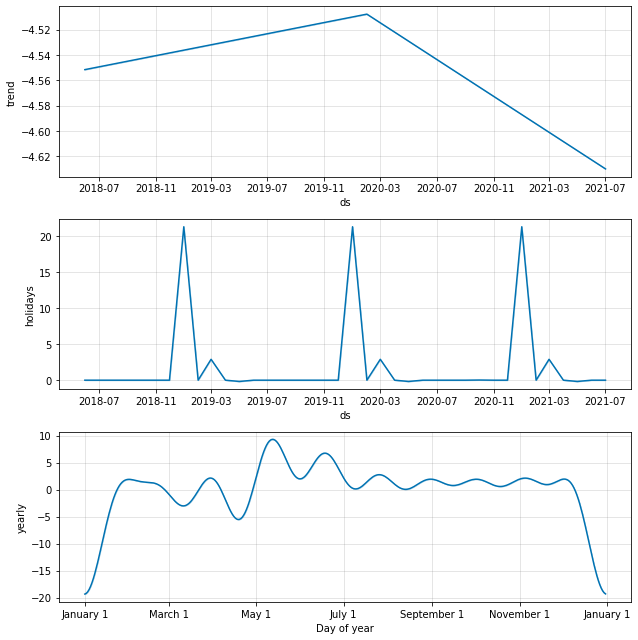 −4.52
−4.54
−4.56
−4.58
−4.60
−4.62
trend
2018-07 2018-11 2019-03 2019-07 2019-11 2020-03 2020-07 2020-11 2021-03 2021-07
ds
20
15
10
5
0
holidays
2018-07 2018-11 2019-03 2019-07 2019-11 2020-03 2020-07 2020-11 2021-03 2021-07
ds
10
5
0
−5
−10
−15
−20
yearly
January 1 March 1 May 1 July 1 September 1 November 1 January 1
Day of year